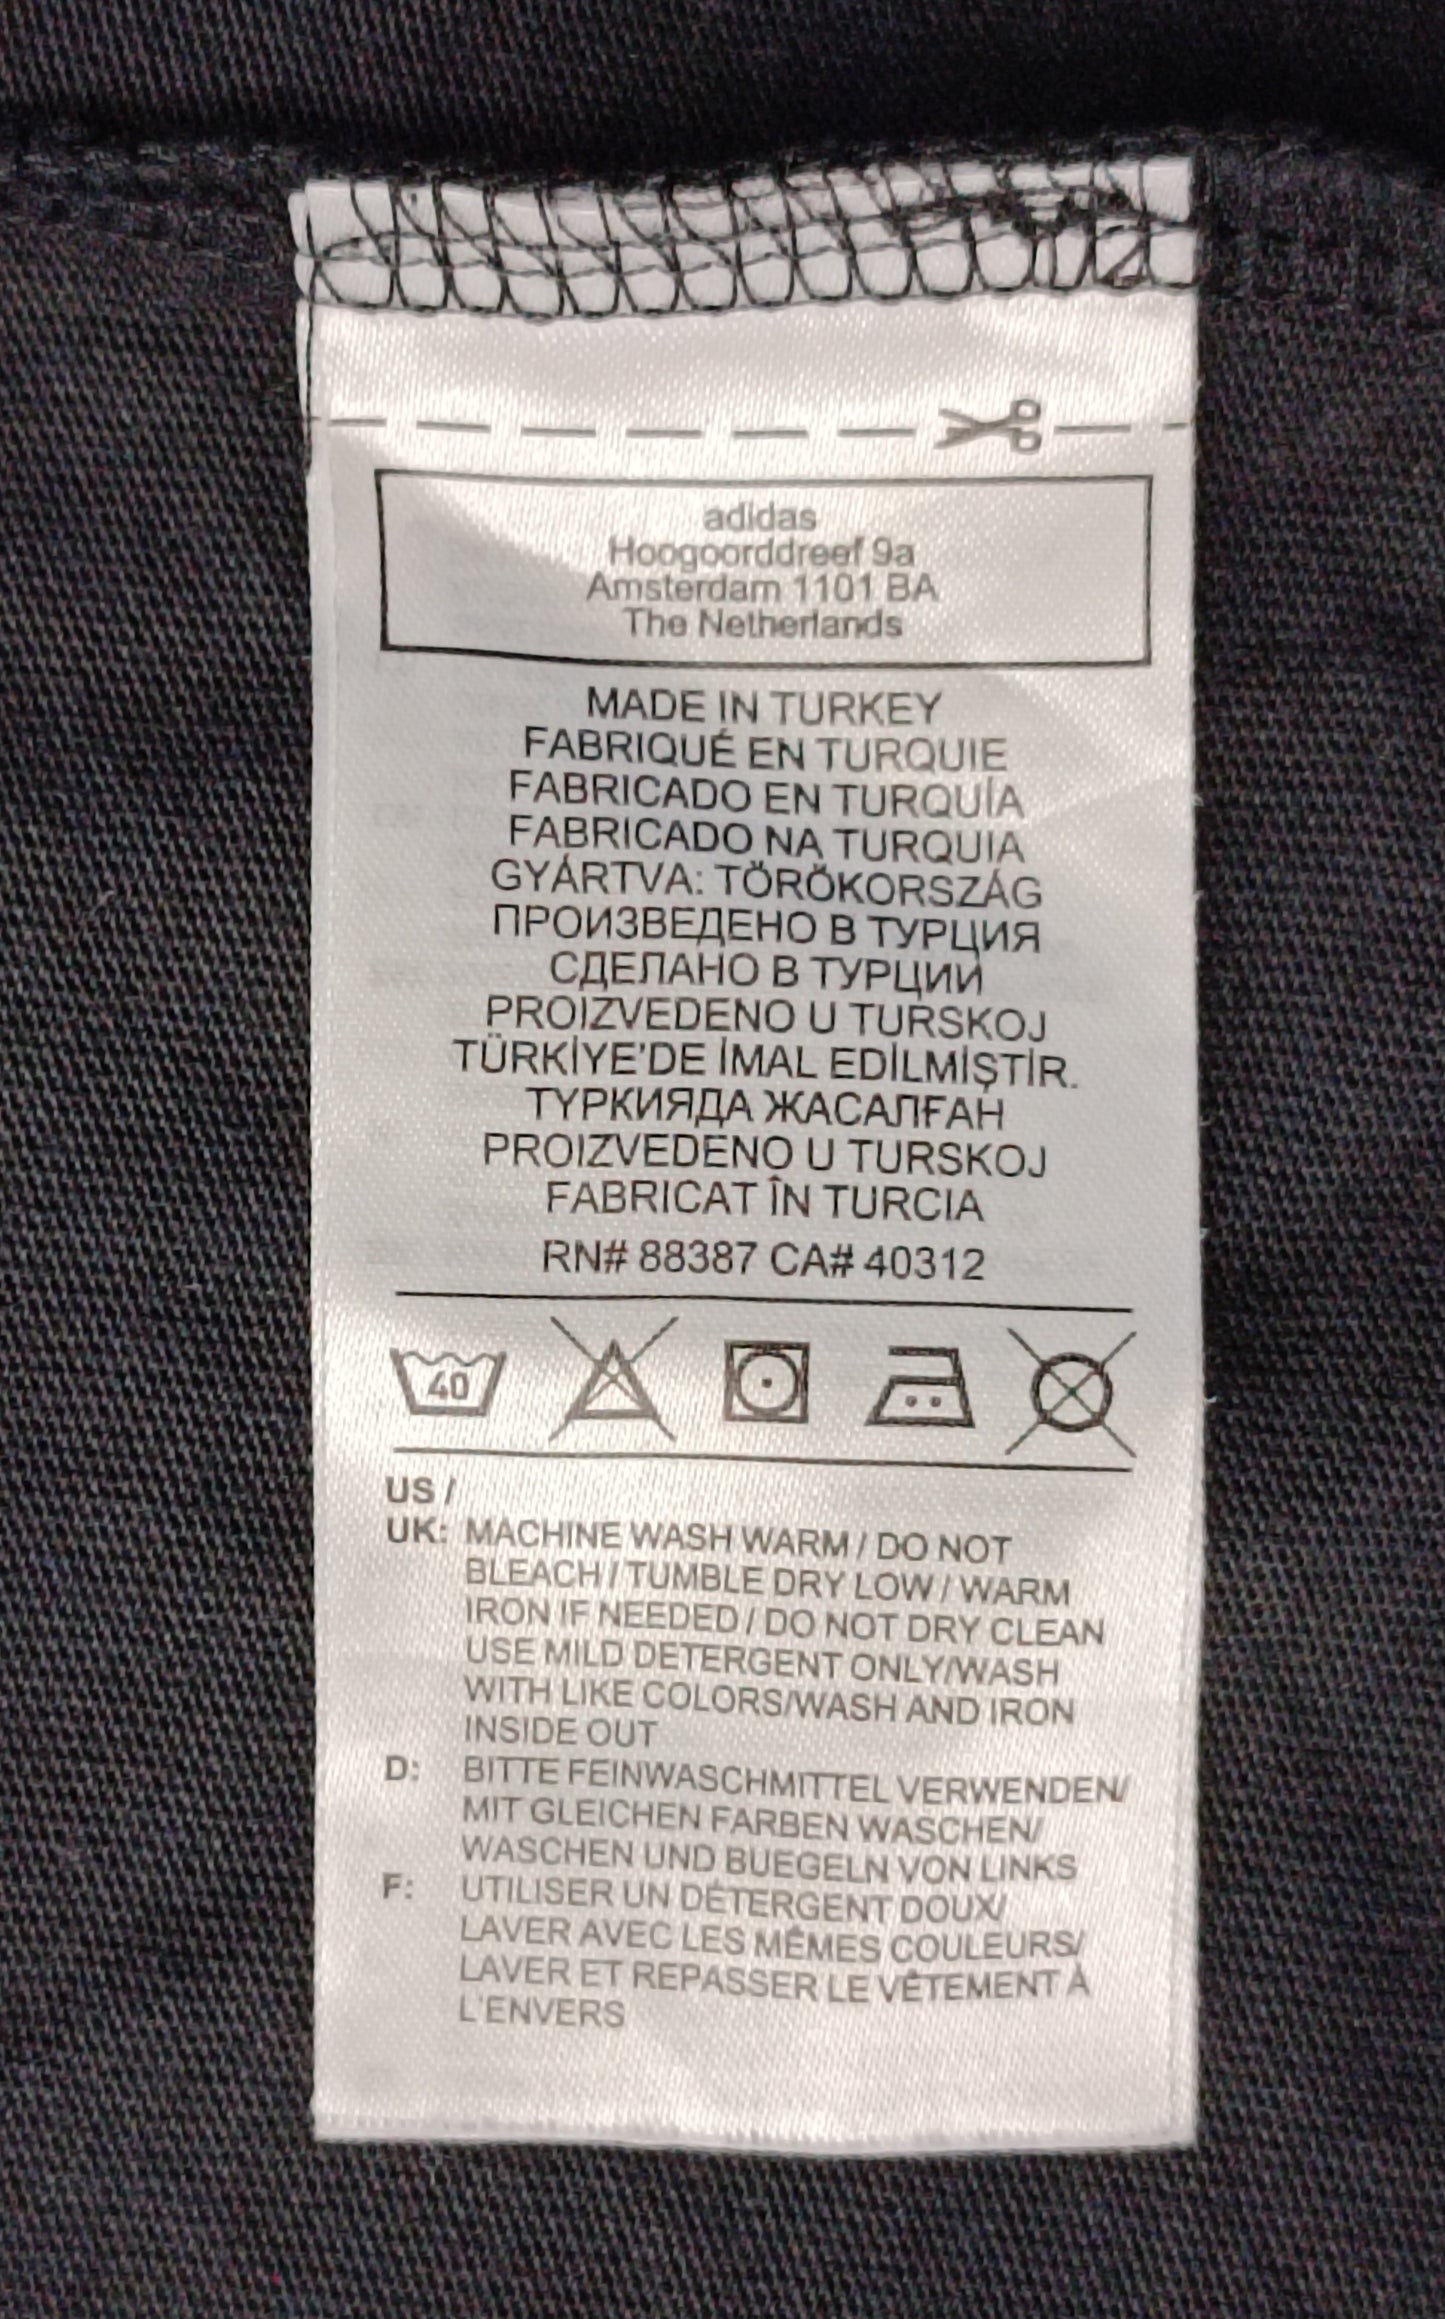 adidas
Hoogoorddreef 9a
Amsterdam 1101 BA
The Netherlands
MADE IN TURKEY
FABRIQUÉ EN TURQUIE
FABRICADO EN TURQUÍA
FABRICADO NA TURQUIA
GYÁRTVA: TÖRÖKORSZÁG
ПРОИЗВЕДЕНО В ТУРЦИЯ
СДЕЛАНО В ТУРЦИИ
PROIZVEDENO U TURSKOJ
TÜRKİYE'DE İMAL EDİLMİŞTİR.
ТҮРКИЯДА ЖАСАЛҒАН
PROIZVEDENO U TURSKOJ
FABRICAT ÎN TURCIA
RN# 88387 CA# 40312
40
US /
UK: MACHINE WASH WARM / DO NOT
BLEACH / TUMBLE DRY LOW / WARM
IRON IF NEEDED / DO NOT DRY CLEAN
USE MILD DETERGENT ONLY/WASH
WITH LIKE COLORS/WASH AND IRON
INSIDE OUT
D: BITTE FEINWASCHMITTEL VERWENDEN/
MIT GLEICHEN FARBEN WASCHEN/
WASCHEN UND BUEGELN VON LINKS
F: UTILISER UN DÉTERGENT DOUX/
LAVER AVEC LES MÊMES COULEURS/
LAVER ET REPASSER LE VÊTEMENT À
L'ENVERS